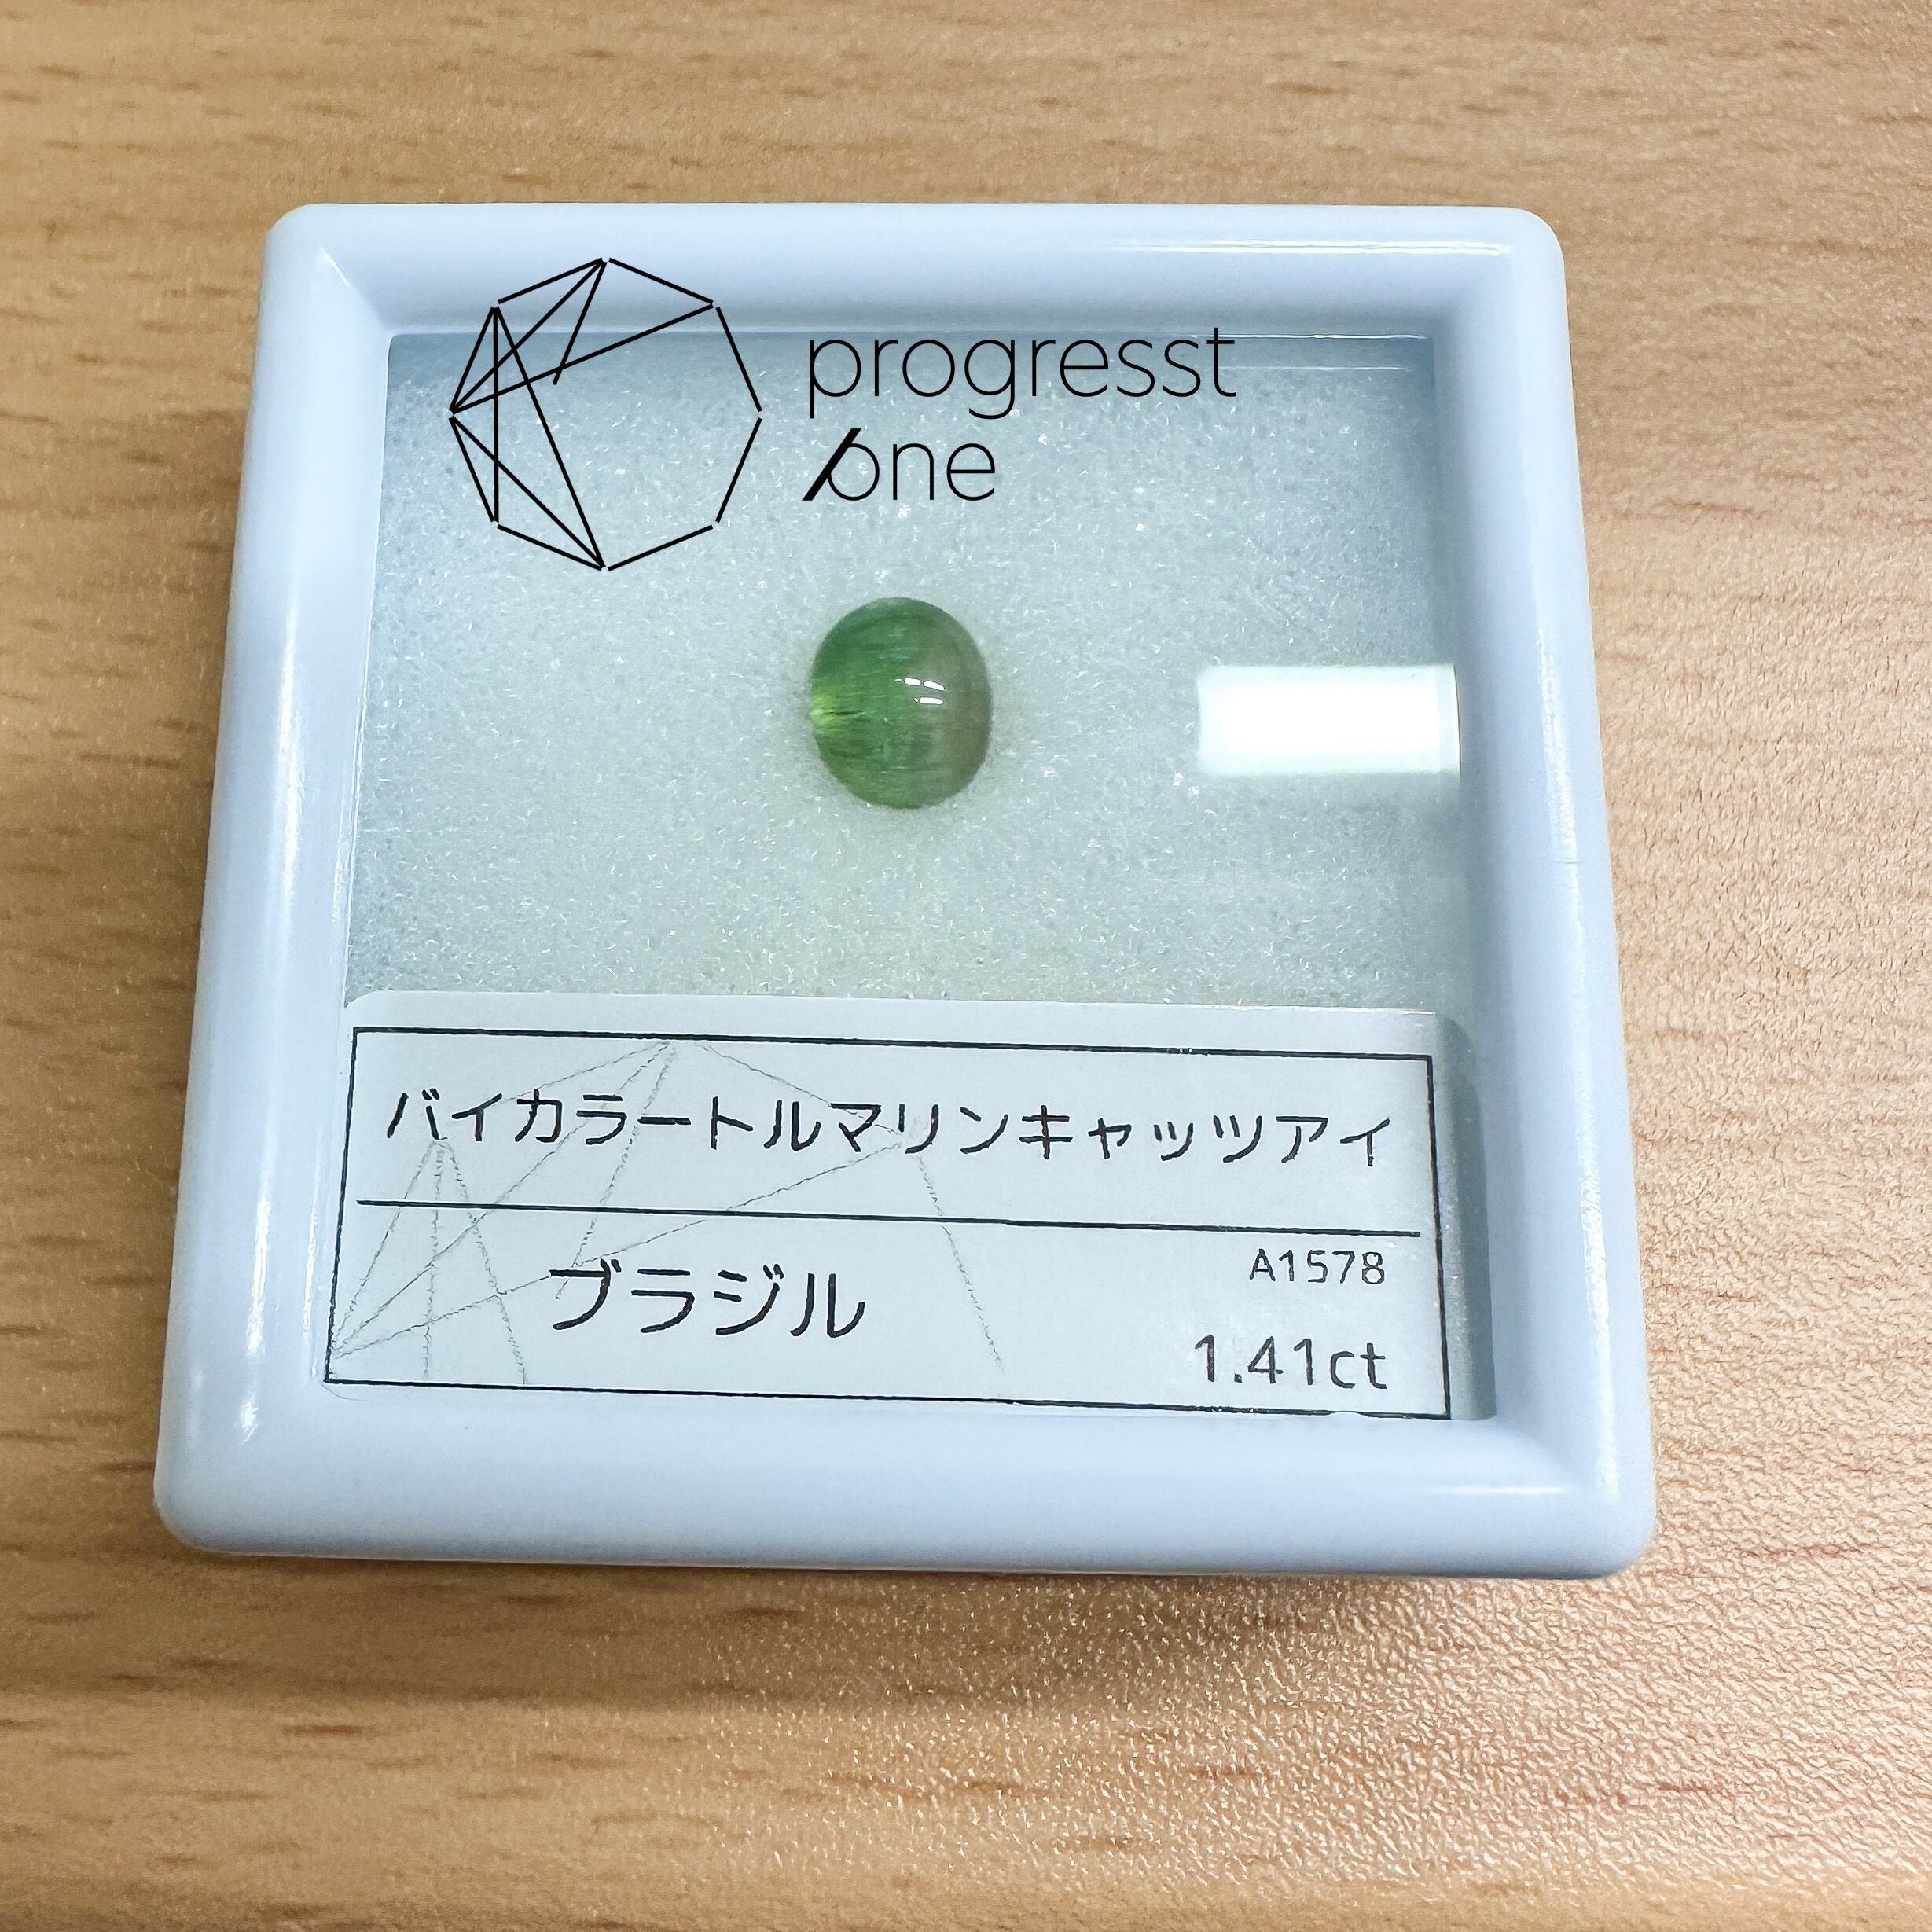 progresst
one
バイカラートルマリンキャッツアイ
ブラジル
A1578
1.41ct